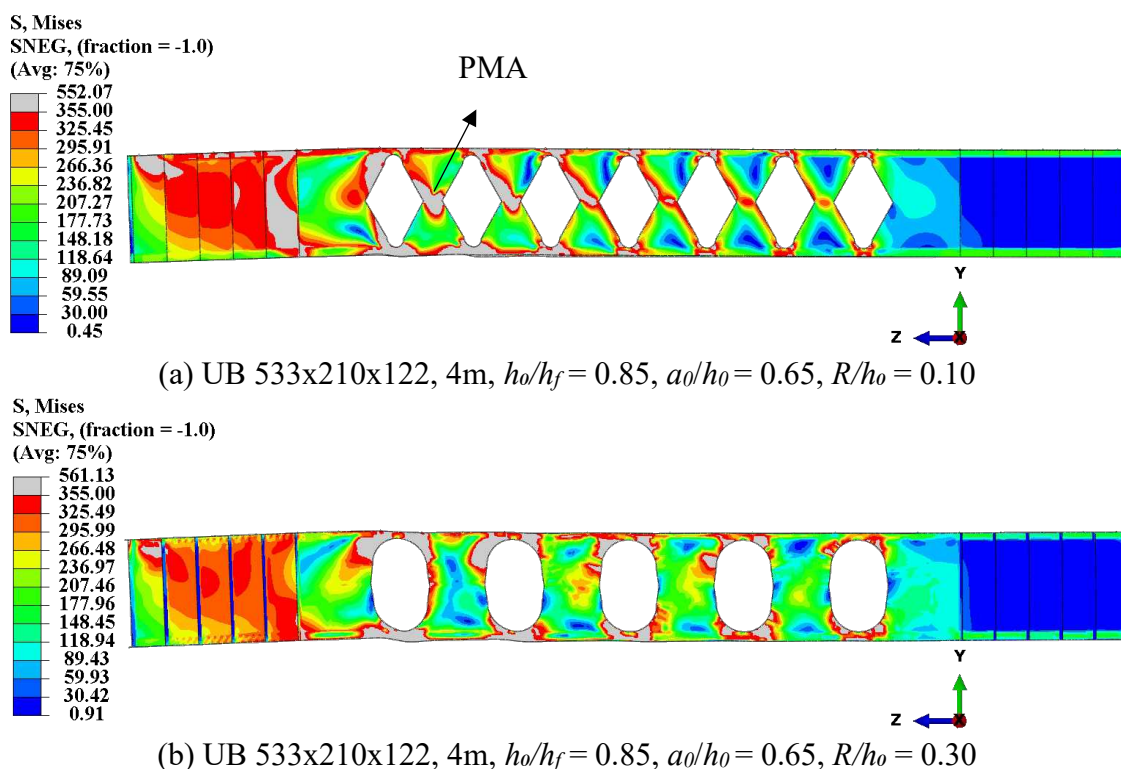 S, Mises
SNEG, (fraction = -1.0)
(Avg: 75%)
552.07
355.00
325.45
295.91
266.36
236.82
207.27
177.73
148.18
118.64
89.09
59.55
30.00
0.45
PMA
Y
Z
X
(a) UB 533x210x122, 4m, ho/hf = 0.85, a0/h0 = 0.65, R/ho = 0.10
S, Mises
SNEG, (fraction = -1.0)
(Avg: 75%)
561.13
355.00
325.49
295.99
266.48
236.97
207.46
177.96
148.45
118.94
89.43
59.93
30.42
0.91
Y
Z
X
(b) UB 533x210x122, 4m, ho/hf = 0.85, a0/h0 = 0.65, R/ho = 0.30